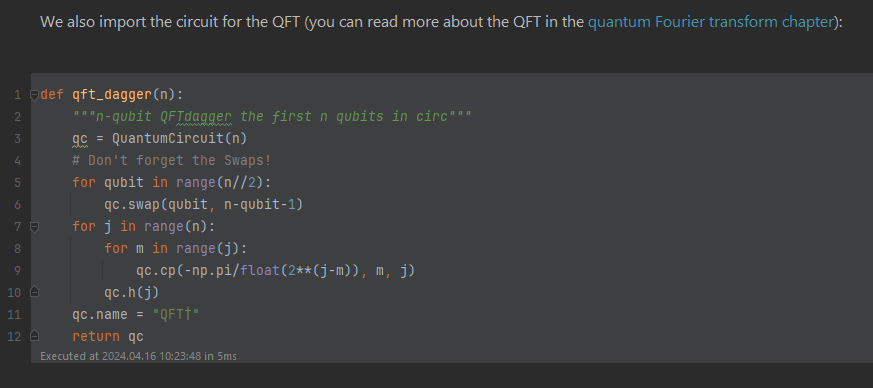 We also import the circuit for the QFT (you can read more about the QFT in the quantum Fourier transform chapter):
1 def qft_dagger(n):
2     """n-qubit QFTdagger the first n qubits in circ"""
3     qc = QuantumCircuit(n)
4     # Don't forget the Swaps!
5     for qubit in range(n//2):
6         qc.swap(qubit, n-qubit-1)
7     for j in range(n):
8         for m in range(j):
9             qc.cp(-np.pi/float(2**(j-m)), m, j)
10         qc.h(j)
11     qc.name = "QFT†"
12     return qc
Executed at 2024.04.16 10:23:48 in 5ms